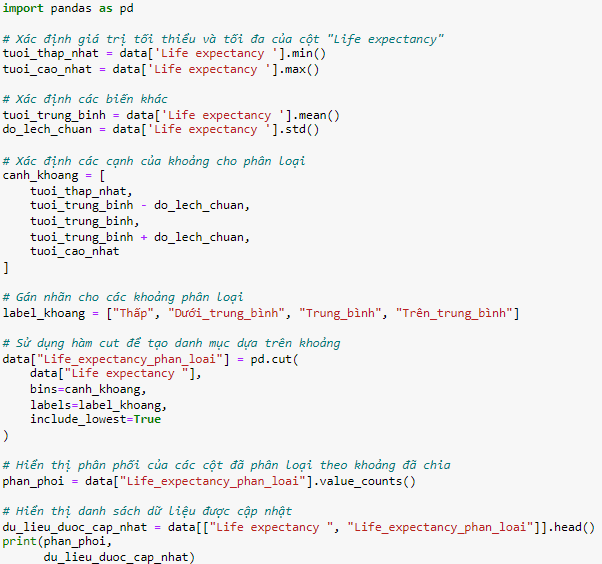 import pandas as pd
# Xác định giá trị tối thiểu và tối đa của cột "Life expectancy"
tuoi_thap_nhat = data['Life expectancy '].min()
tuoi_cao_nhat = data['Life expectancy '].max()
# Xác định các biến khác
tuoi_trung_binh = data['Life expectancy '].mean()
do_lech_chuan = data['Life expectancy '].std()
# Xác định các cạnh của khoảng cho phân loại
canh_khoang = [
    tuoi_thap_nhat,
    tuoi_trung_binh - do_lech_chuan,
    tuoi_trung_binh,
    tuoi_trung_binh + do_lech_chuan,
    tuoi_cao_nhat
]
# Gán nhãn cho các khoảng phân loại
label_khoang = ["Thấp", "Dưới_trung_bình", "Trung_bình", "Trên_trung_bình"]
# Sử dụng hàm cut để tạo danh mục dựa trên khoảng
data["Life_expectancy_phan_loai"] = pd.cut(
    data["Life expectancy "],
    bins=canh_khoang,
    labels=label_khoang,
    include_lowest=True
)
# Hiển thị phân phối của các cột đã phân loại theo khoảng đã chia
phan_phoi = data["Life_expectancy_phan_loai"].value_counts()
# Hiển thị danh sách dữ liệu được cập nhật
du_lieu_duoc_cap_nhat = data[["Life expectancy ", "Life_expectancy_phan_loai"]].head()
print(phan_phoi,
      du_lieu_duoc_cap_nhat)